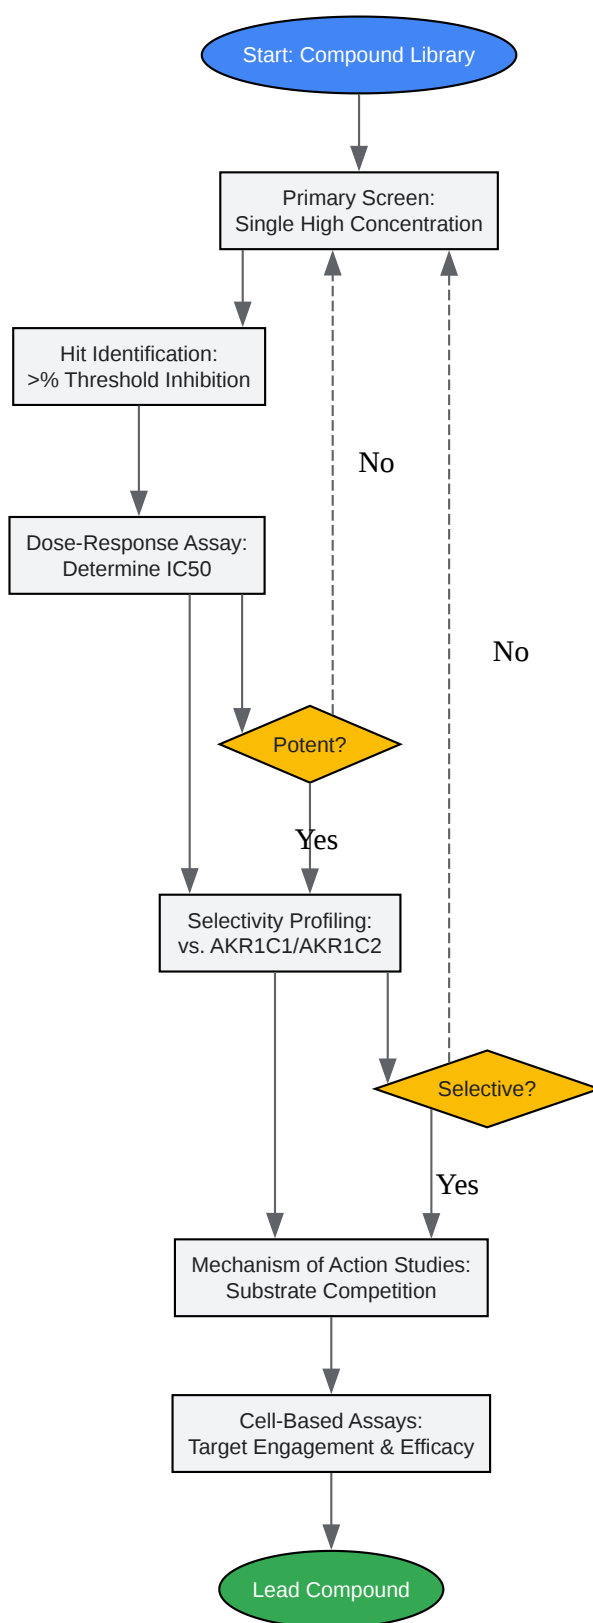 Start: Compound Library
Primary Screen:
Single High Concentration
Hit Identification:
>% Threshold Inhibition
No
Dose-Response Assay:
Determine IC50
No
Potent?
Yes
Selectivity Profiling:
vs. AKR1C1/AKR1C2
Selective?
Yes
Mechanism of Action Studies:
Substrate Competition
Cell-Based Assays:
Target Engagement & Efficacy
Lead Compound